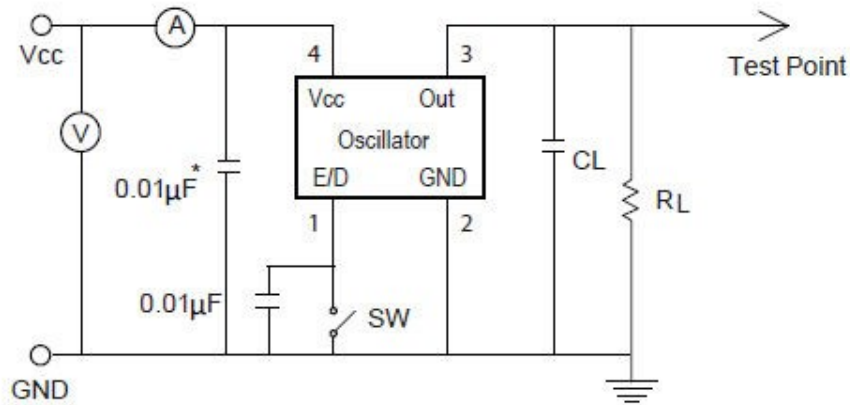 A
Vcc
4
3
Test Point
Vcc
Out
V
Oscillator
0.01µF*
E/D
GND
CL
RL
1
2
0.01µF
SW
GND